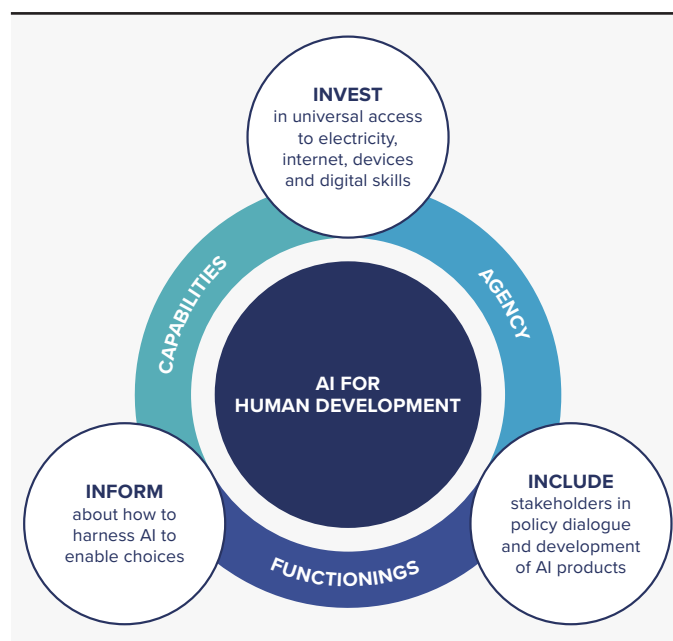 INVEST
in universal access
to electricity,
internet, devices
and digital skills
CAPABILITIES
AGENCY
AI FOR
HUMAN DEVELOPMENT
INFORM
about how to
harness AI to
enable choices
INCLUDE
stakeholders in
policy dialogue
and development
of AI products
FUNCTIONINGS